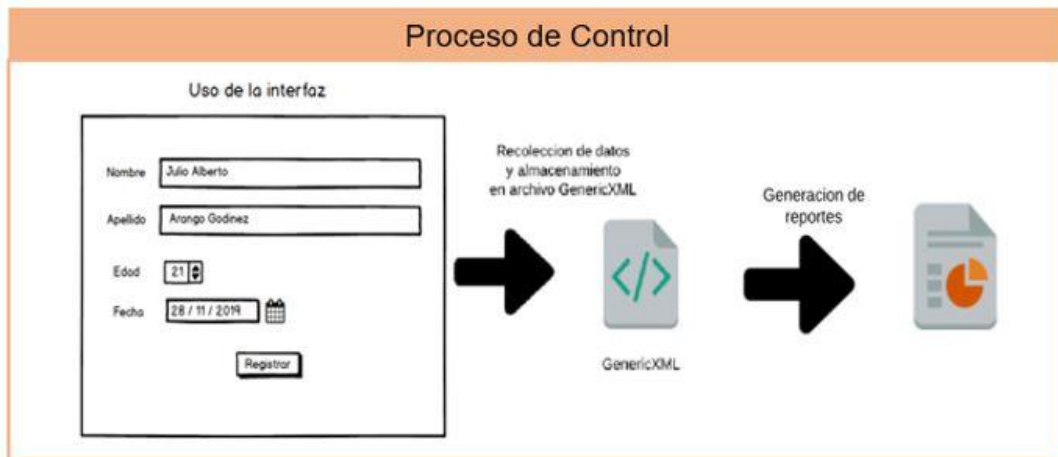 Proceso de Control
Uso de la interfaz
Nombre
Julio Alberto
Apellido
Arango Godinez
Edad
21
Fecha
28 / 11 / 2019
Registrar
Recoleccion de datos
y almacenamiento
en archivo GenericXML
</>
GenericXML
Generacion de
reportes